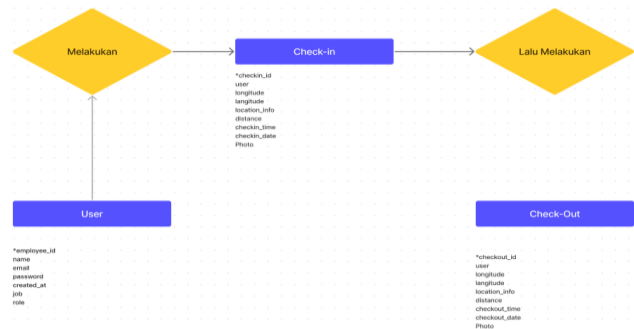 Melakukan
Check-in
Lalu Melakukan
*checkin_id
user
longitude
langitude
location_info
distance
checkin_time
checkin_date
Photo
User
Check-Out
*employee_id
name
email
password
created_at
job
role
*checkout_id
user
longitude
langitude
location_info
distance
checkout_time
checkout_date
Photo